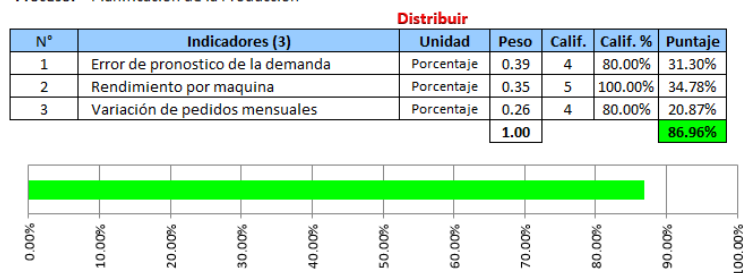 Distribuir
N° Indicadores (3) Unidad Peso Calif. Calif. % Puntaje
1 Error de pronostico de la demanda Porcentaje 0.39 4 80.00% 31.30%
2 Rendimiento por maquina Porcentaje 0.35 5 100.00% 34.78%
3 Variación de pedidos mensuales Porcentaje 0.26 4 80.00% 20.87%
1.00 86.96%
0.00% 10.00% 20.00% 30.00% 40.00% 50.00% 60.00% 70.00% 80.00% 90.00% 100.00%